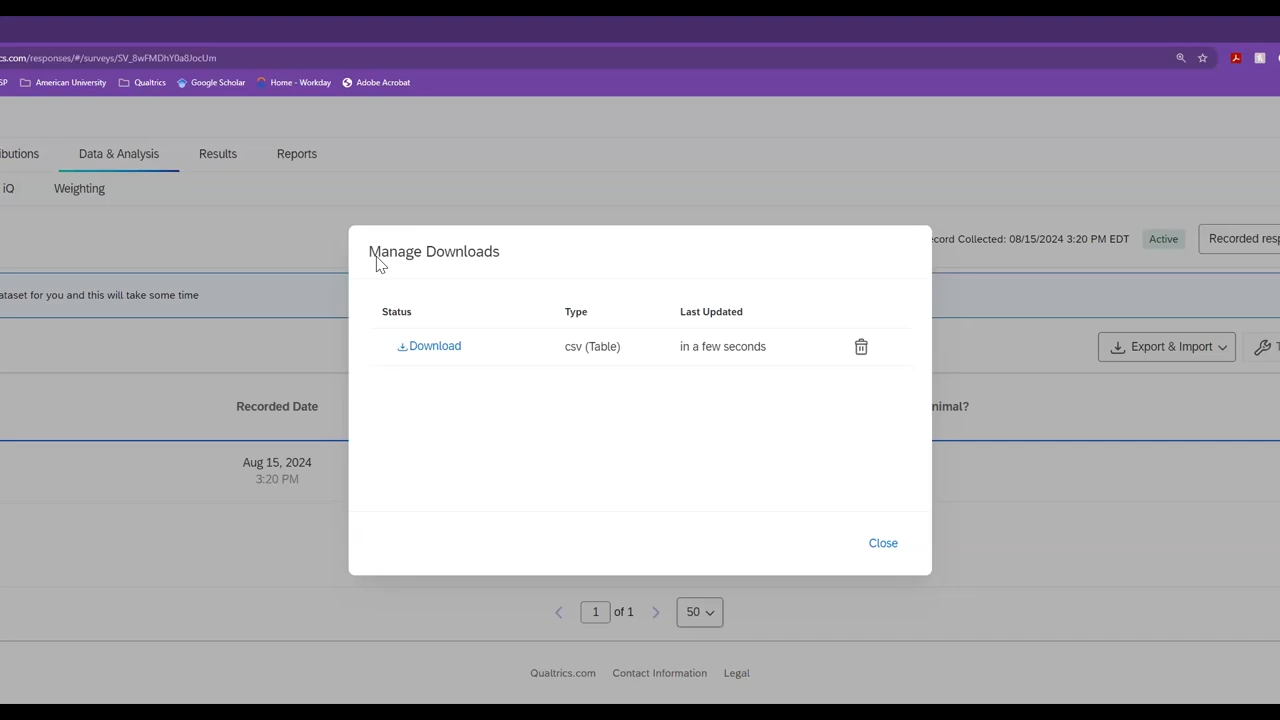 cs.com/responses/#/surveys/SV_8wFMDhY0a8JocUm
SP American University Qualtrics Google Scholar Home - Workday Adobe Acrobat
ibutions Data & Analysis Results Reports
iQ Weighting
Manage Downloads
ecord Collected: 08/15/2024 3:20 PM EDT Active Recorded resp
ataset for you and this will take some time
Status Type Last Updated
Download csv (Table) in a few seconds
Export & Import T
Recorded Date nimal?
Aug 15, 2024
3:20 PM
Close
1 of 1 50
Qualtrics.com Contact Information Legal